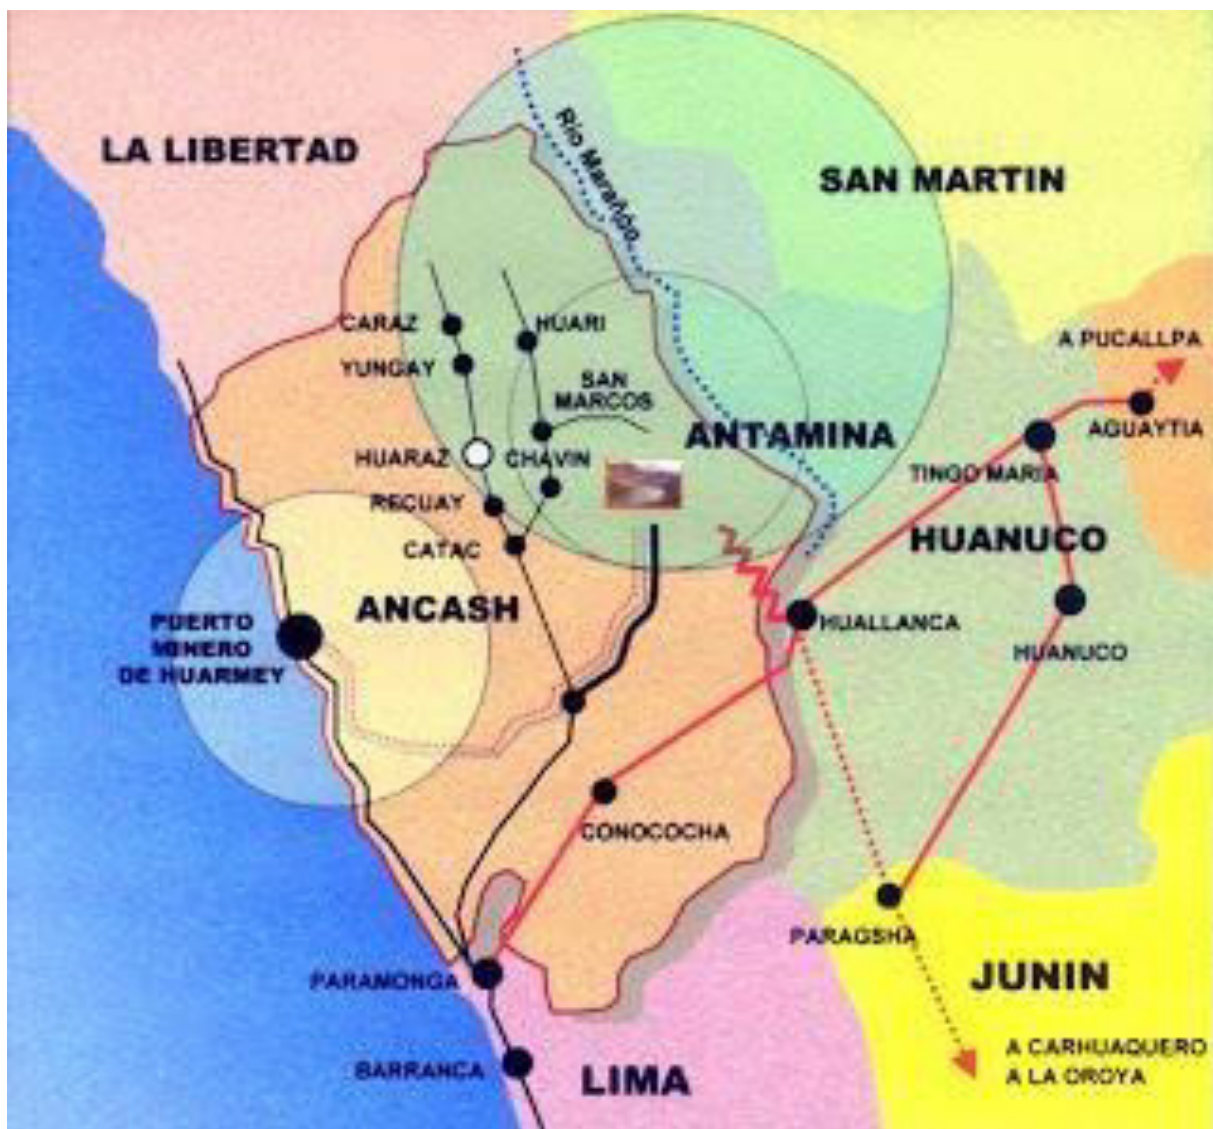 LA LIBERTAD
Río Marañón
SAN MARTIN
CARAZ
HUARI
A PUCALLPA
YUNGAY
SAN
MARCOS
AGUAYTIA
ANTAMINA
HUARAZ
CHAVIN
TINGO MARIA
RECUAY
CATAC
HUANUCO
ANCASH
PUERTO
MINERO
DE HUARMEY
HUALLANCA
HUANUCO
CONOCOCHA
PARAGSHA
PARAMONGA
JUNIN
A CARHUAQUERO
A LA OROYA
BARRANCA
LIMA